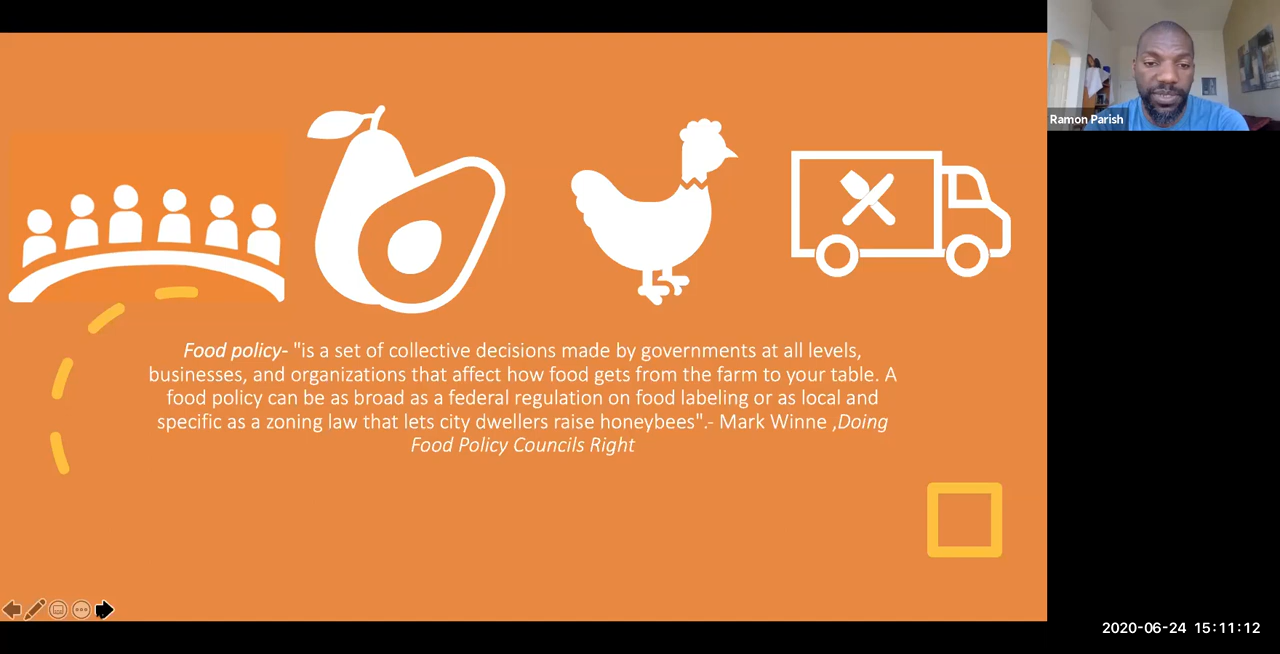 Ramon Parish
Food policy- "is a set of collective decisions made by governments at all levels,
businesses, and organizations that affect how food gets from the farm to your table. A
food policy can be as broad as a federal regulation on food labeling or as local and
specific as a zoning law that lets city dwellers raise honeybees".- Mark Winne ,Doing
Food Policy Councils Right
2020-06-24 15:11:12